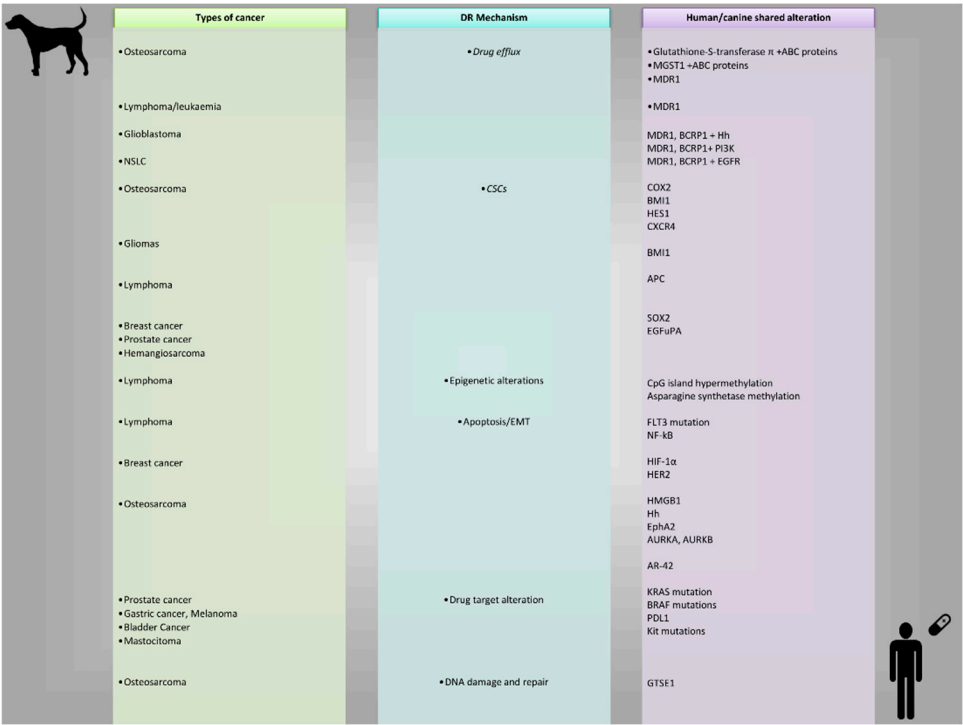 Types of cancer
DR Mechanism
Human/canine shared alteration
•Osteosarcoma
•Drug efflux
•Glutathione-S-transferase π +ABC proteins
•MGST1 +ABC proteins
•MDR1
•Lymphoma/leukaemia
•MDR1
•Glioblastoma
MDR1, BCRP1 + Hh
MDR1, BCRP1+ PI3K
•NSLC
MDR1, BCRP1 + EGFR
•Osteosarcoma
•CSCs
COX2
BMI1
HES1
CXCR4
•Gliomas
BMI1
•Lymphoma
APC
•Breast cancer
•Prostate cancer
•Hemangiosarcoma
SOX2
EGFuPA
•Lymphoma
•Epigenetic alterations
CpG island hypermethylation
Asparagine synthetase methylation
•Lymphoma
•Apoptosis/EMT
FLT3 mutation
NF-kB
•Breast cancer
HIF-1α
HER2
•Osteosarcoma
HMGB1
Hh
EphA2
AURKA, AURKB
AR-42
•Prostate cancer
•Gastric cancer, Melanoma
•Bladder Cancer
•Mastocitoma
•Drug target alteration
KRAS mutation
BRAF mutations
PDL1
Kit mutations
•Osteosarcoma
•DNA damage and repair
GTSE1